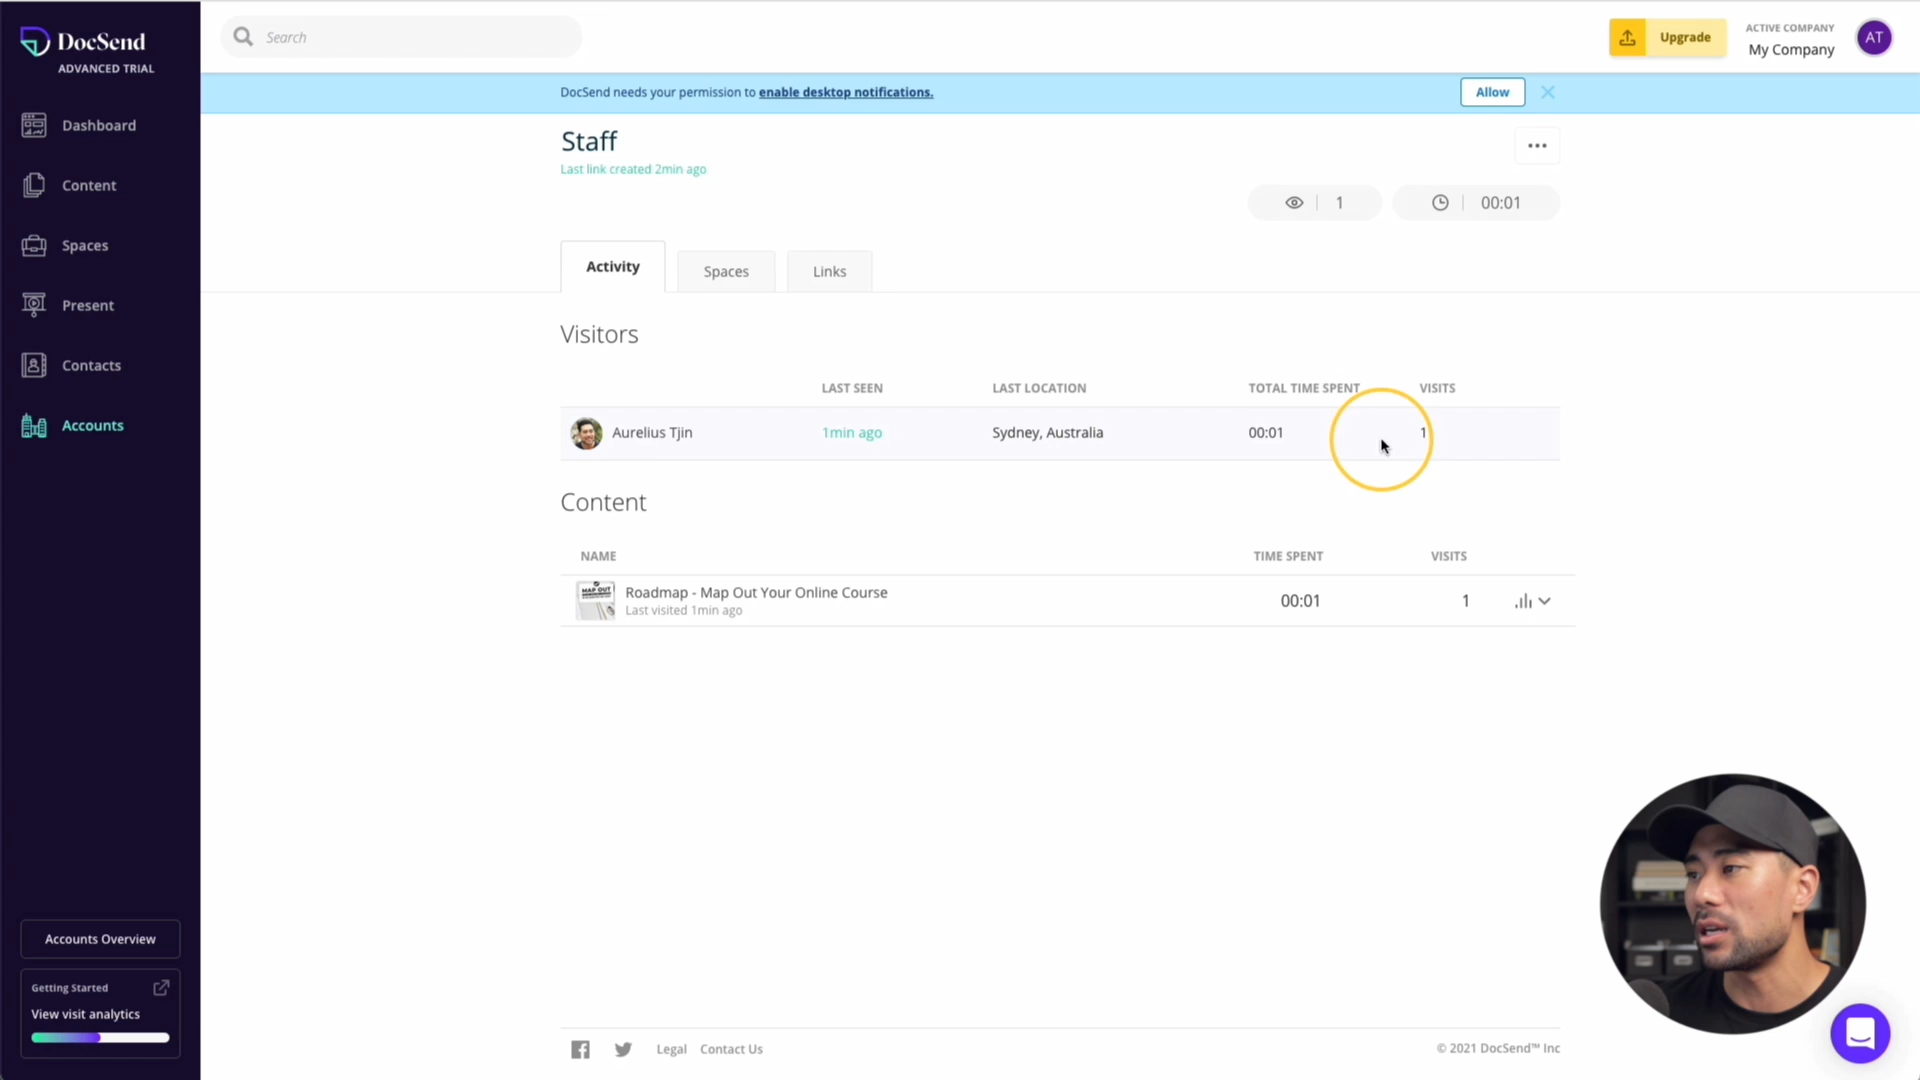 DocSend
ADVANCED TRIAL
Search
Upgrade
ACTIVE COMPANY
My Company
AT
DocSend needs your permission to enable desktop notifications.
Allow
Dashboard
Content
Spaces
Present
Contacts
Accounts
Accounts Overview
Getting Started
View visit analytics
Staff
Last link created 2min ago
1
00:01
Activity
Spaces
Links
Visitors
LAST SEEN
LAST LOCATION
TOTAL TIME SPENT
VISITS
Aurelius Tjin
1min ago
Sydney, Australia
00:01
1
Content
NAME
TIME SPENT
VISITS
MAP OUT
Roadmap - Map Out Your Online Course
Last visited 1min ago
00:01
1
Legal
Contact Us
© 2021 DocSend™ Inc